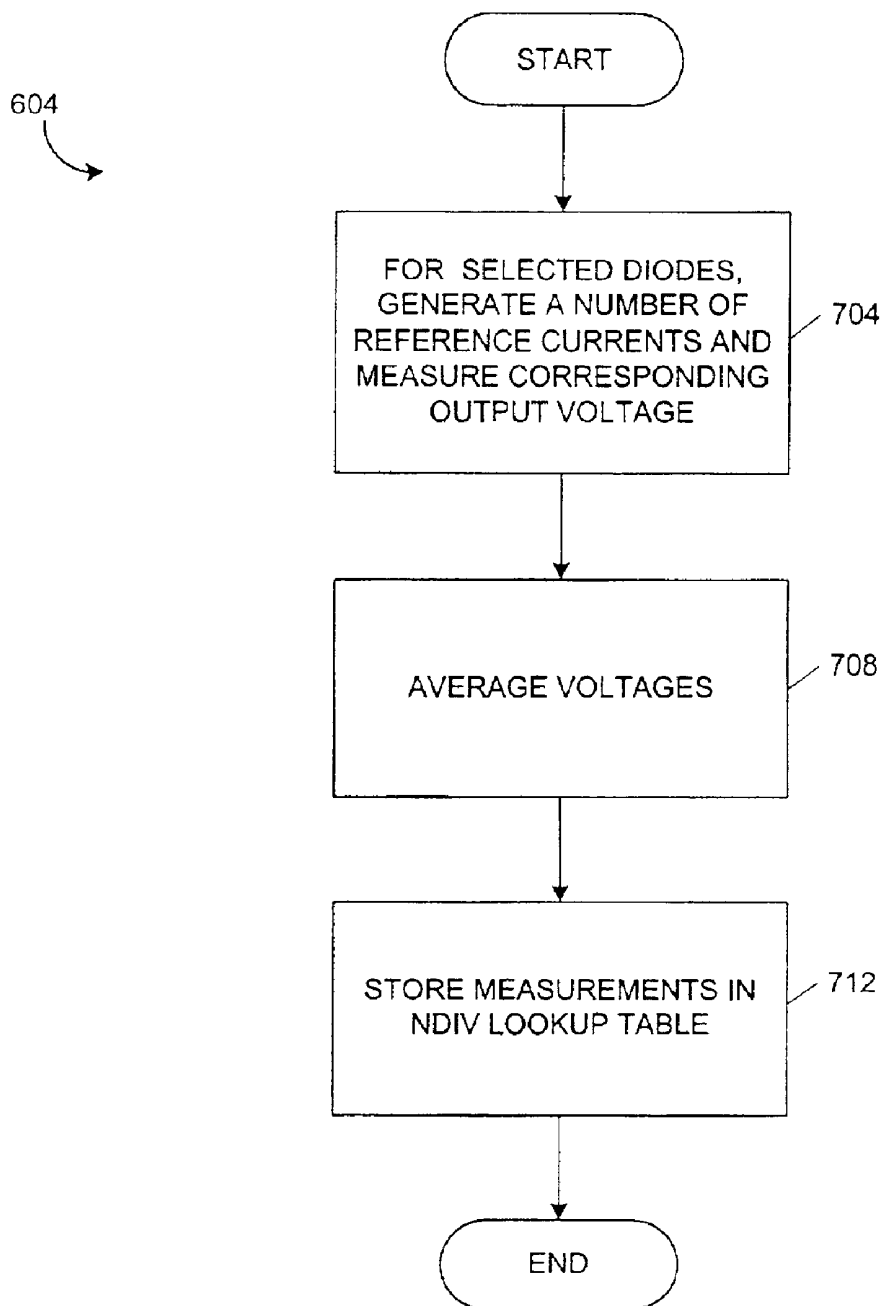 START
604
FOR SELECTED DIODES,
GENERATE A NUMBER OF
REFERENCE CURRENTS AND
MEASURE CORRESPONDING
OUTPUT VOLTAGE
704
AVERAGE VOLTAGES
708
STORE MEASUREMENTS IN
NDIV LOOKUP TABLE
712
END